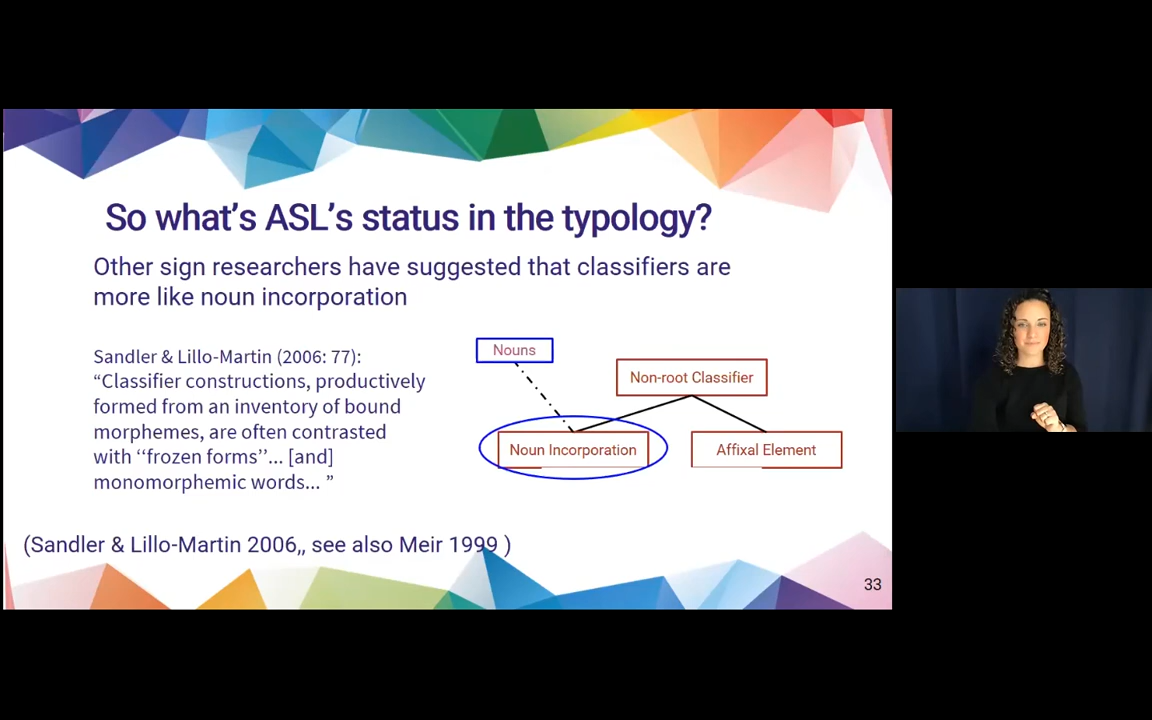 So what's ASL's status in the typology?
Other sign researchers have suggested that classifiers are
more like noun incorporation
Sandler & Lillo-Martin (2006: 77):
“Classifier constructions, productively
formed from an inventory of bound
morphemes, are often contrasted
with ‘‘frozen forms’’... [and]
monomorphemic words... ”
Nouns
Non-root Classifier
Noun Incorporation
Affixal Element
(Sandler & Lillo-Martin 2006,, see also Meir 1999 )
33